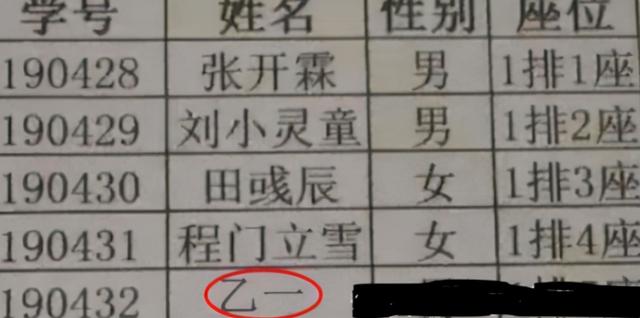 学号 姓名 性别 座位
190428 张开霖 男 1排1座
190429 刘小灵童 男 1排2座
190430 田彧辰 女 1排3座
190431 程门立雪 女 1排4座
190432 乙一